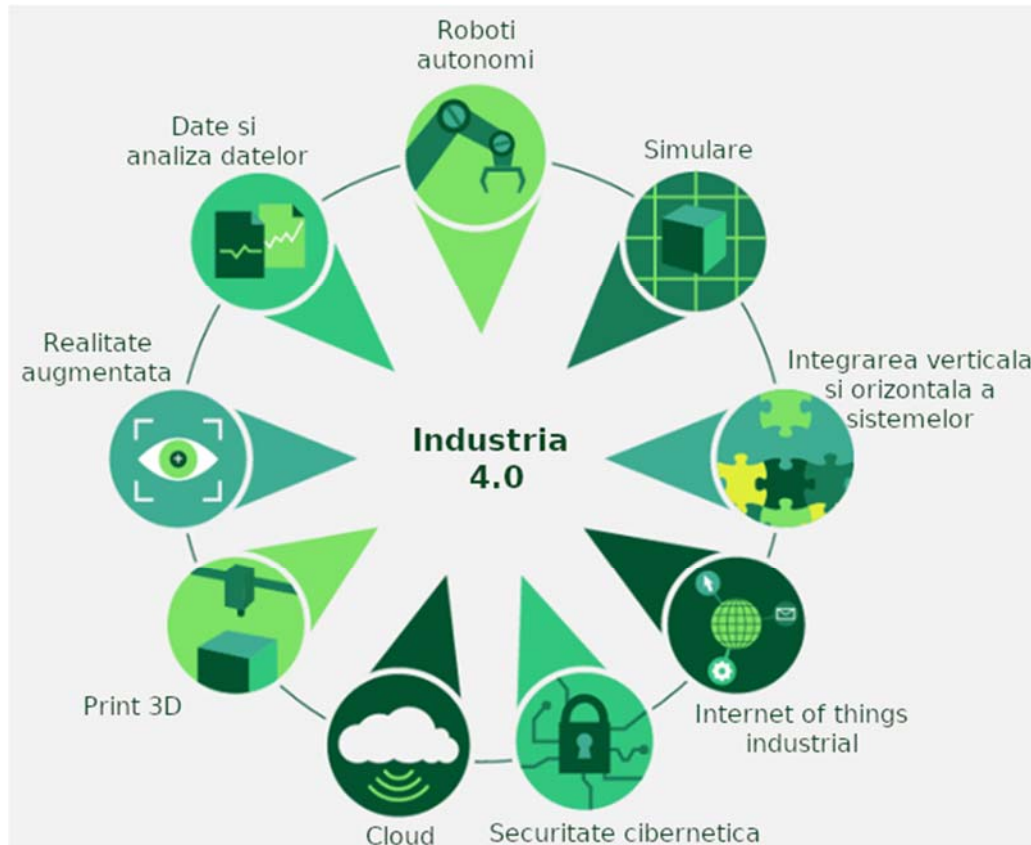 Roboti
autonomi
Date si
analiza datelor
Simulare
Realitate
augmentata
Integrarea verticala
si orizontala a
sistemelor
Industria
4.0
Print 3D
Internet of things
industrial
Cloud
Securitate cibernetica